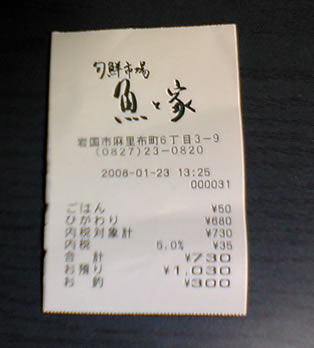 旬鮮市場
魚と家
岩国市麻里布町6丁目3-9
(0827)23-0820
2008-01-23 13:25
000031
ごはん ¥50
ひがわり ¥680
内税対象計 ¥730
内税 5.0% ¥35
合計 ¥730
お預り ¥1,030
お釣 ¥300